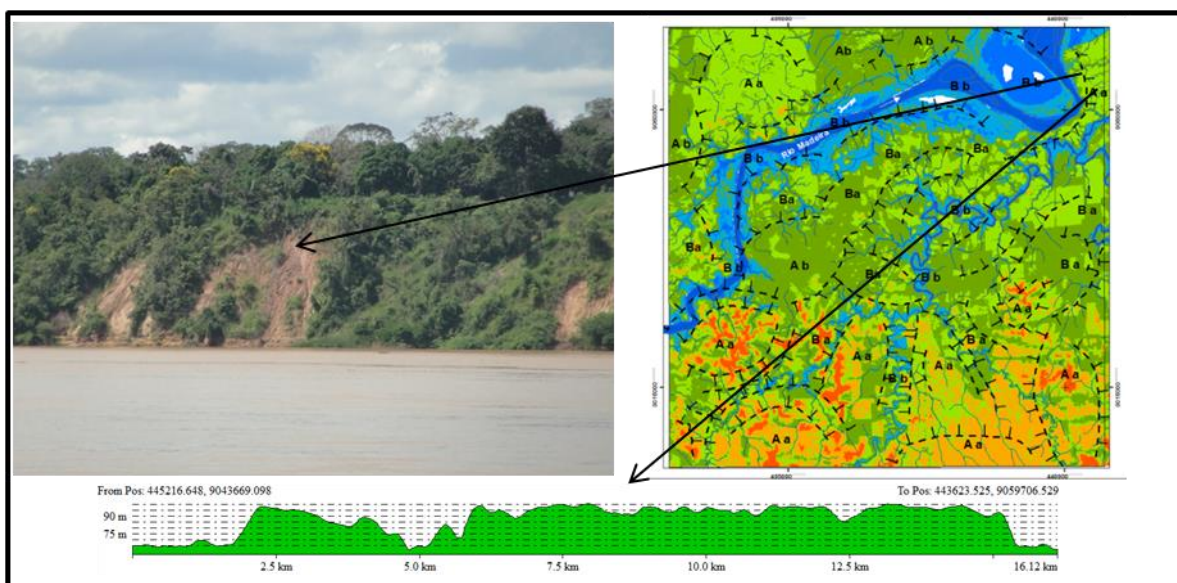 A b
A b
A a
B b
B b
A a
B b
Rio Madeira
A b
B b
B a
B a
B a
B a
B b
B a
B a
B b
A b
B a
B b
B a
A a
A a
B a
A a
B a
A a
B b
A a
A a
A a
From Pos: 445216.648, 9043669.098
To Pos: 443623.525, 9059706.529
90 m
75 m
2.5 km
5.0 km
7.5 km
10.0 km
12.5 km
16.12 km